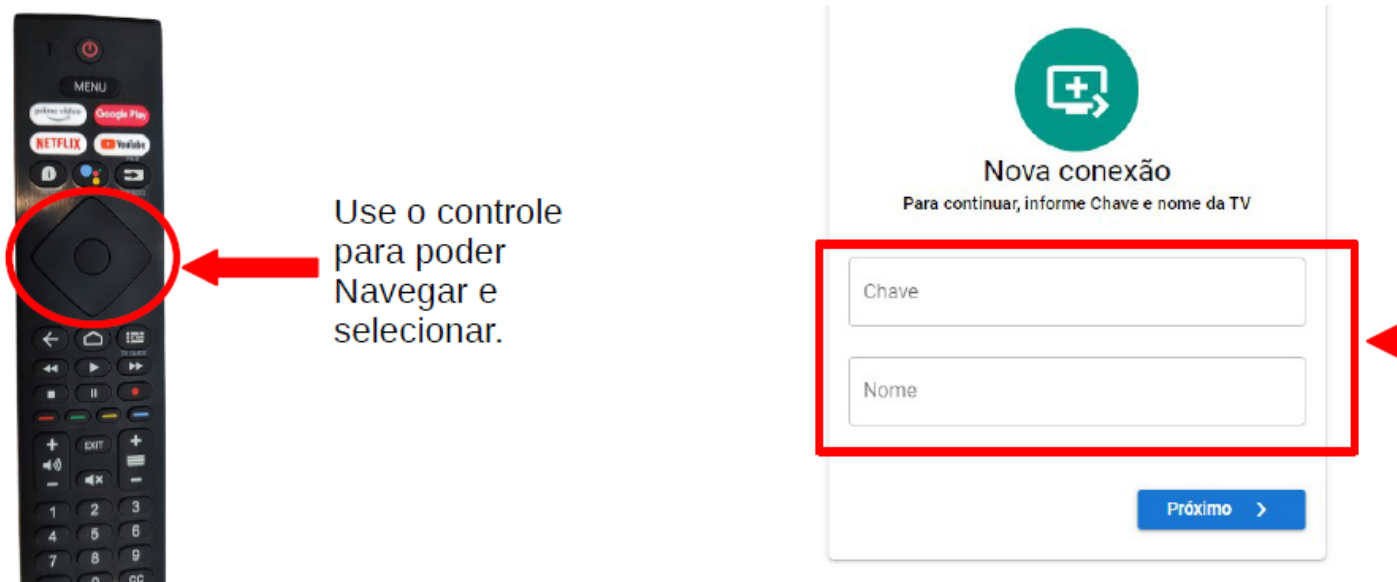 MENU
prime video Google Play
NETFLIX YouTube
Use o controle
para poder
Navegar e
selecionar.
EXIT
1 2 3
4 5 6
7 8 9
0 CC
Nova conexão
Para continuar, informe Chave e nome da TV
Chave
Nome
Próximo